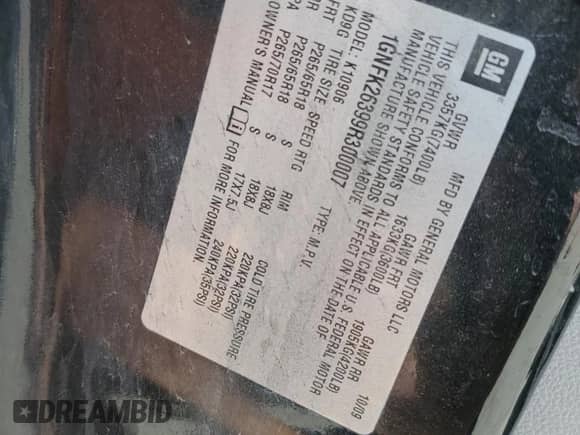 GM
MFD BY GENERAL MOTORS LLC 10/09
GVWR GAWR FRT GAWR RR
3357KG(7400LB) 1633KG(3600LB) 1905KG(4200LB)
THIS VEHICLE CONFORMS TO ALL APPLICABLE U.S. FEDERAL MOTOR
VEHICLE SAFETY STANDARDS IN EFFECT ON THE DATE OF
MANUFACTURE SHOWN ABOVE.
1GNFK26399R300007 TYPE: M.P.V.
MODEL: K10906
KD9G TIRE SIZE SPEED RTG RIM COLD TIRE PRESSURE
FRT P265/65R18 S 18X8J 220KPA(32PSI)
RR P265/65R18 S 18X8J 220KPA(32PSI)
PA P265/70R17 S 17X7.5J 240KPA(35PSI)
OWNER'S MANUAL i FOR MORE INFORMATION.
DREAMBID